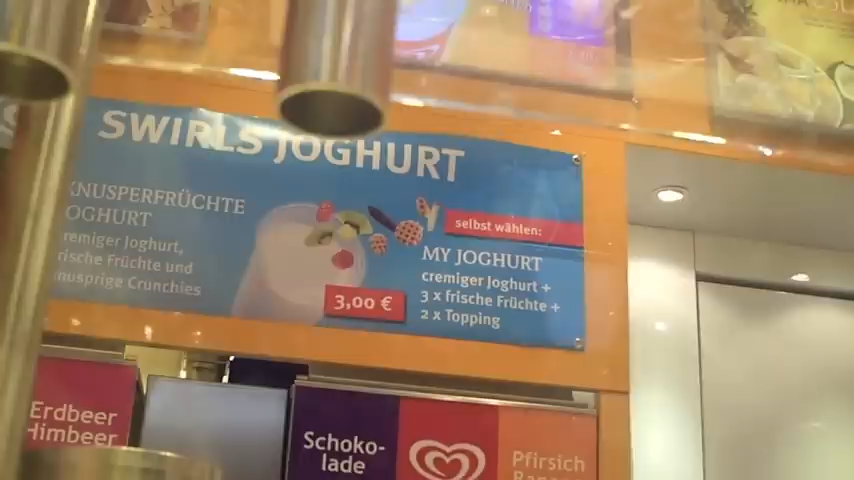 SWIRLS JOGHURT
KNUSPERFRÜCHTE
JOGHURT
cremiger Joghurt,
frische Früchte und
knusprige Crunchies
3,00 €
selbst wählen:
MY JOGHURT
cremiger Joghurt +
3 x frische Früchte +
2 x Topping
Erdbeer
Himbeer
Schoko-
lade
Pfirsich